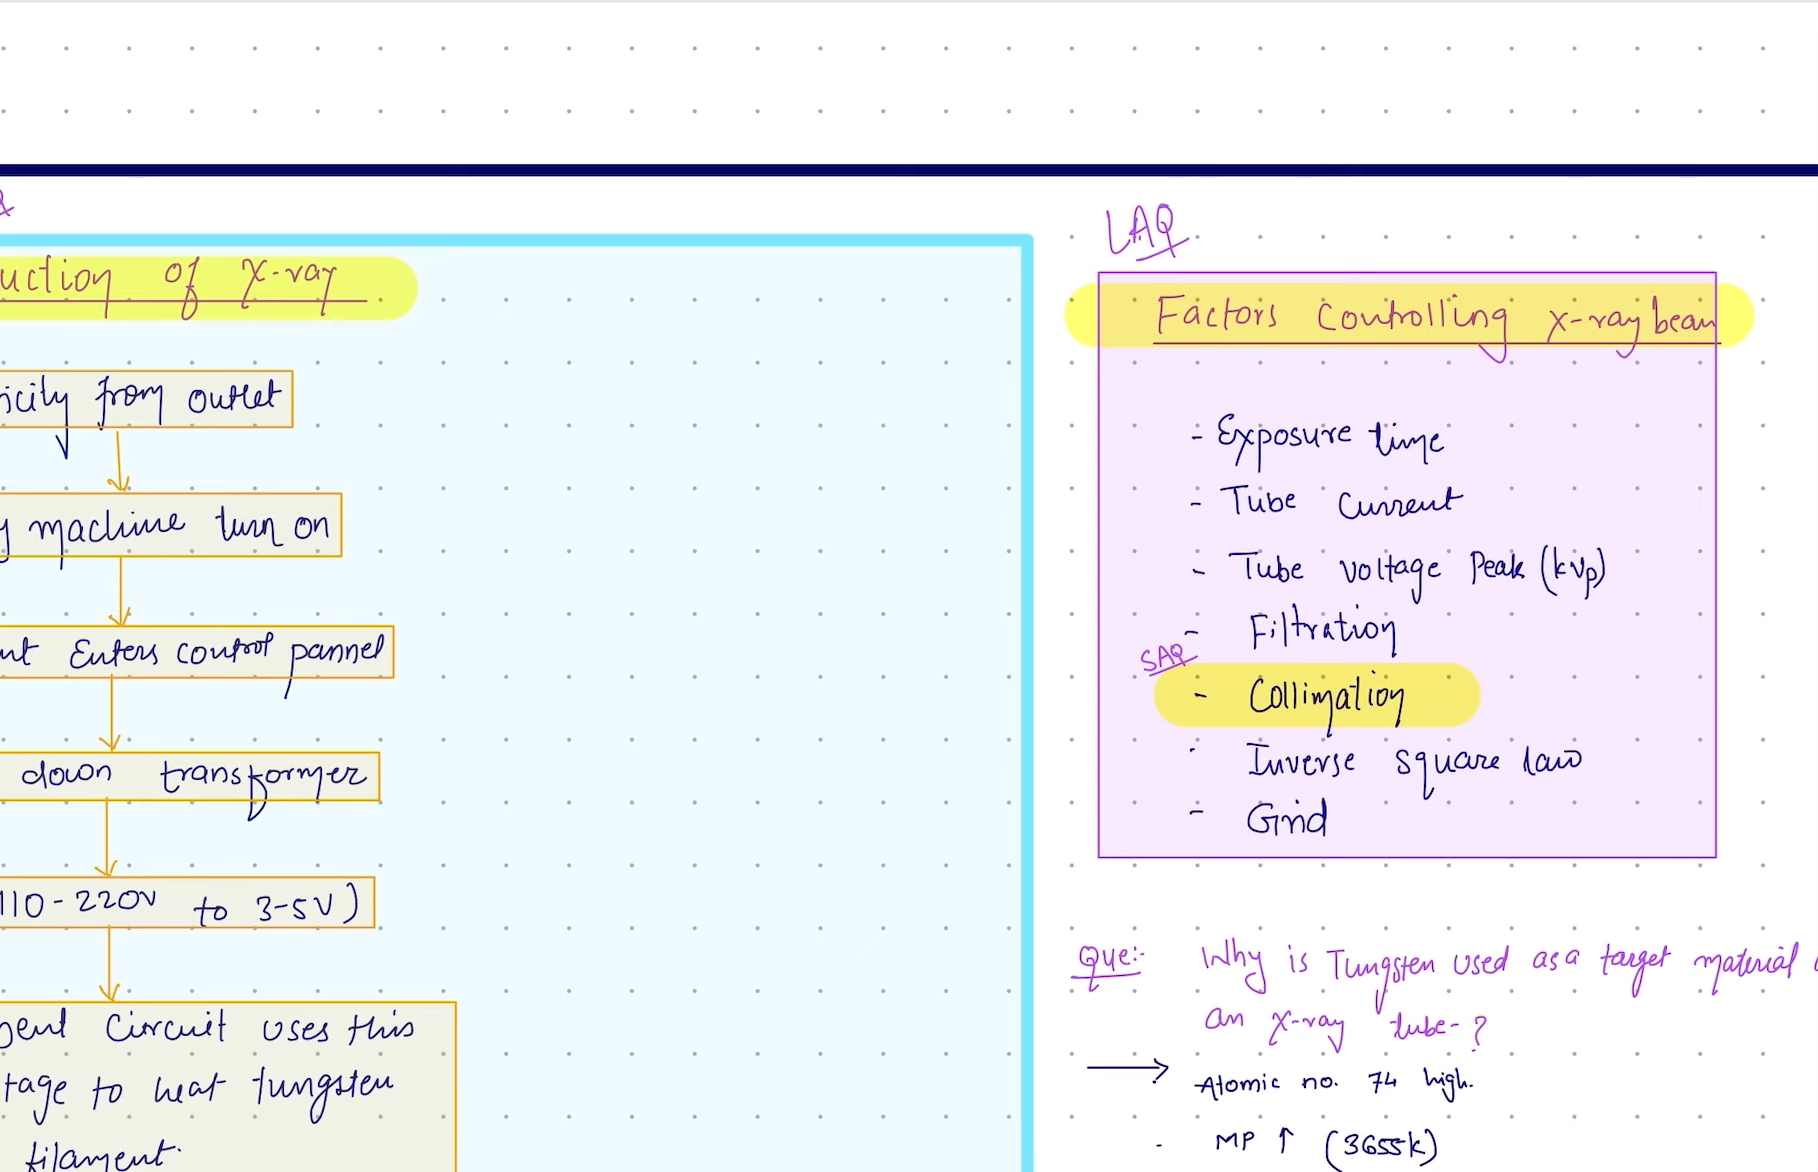 uction of X-ray
icity from outlet
machine turn on
nt Enters control pannel
down transformer
110-220V to 3-5V)
ent Circuit uses this
tage to heat tungsten
filament.
LAQ
Factors Controlling X-ray beam
- Exposure time
- Tube Current
- Tube voltage Peak (kVp)
- Filtration
SAQ
- Collimation
Inverse square law
- Grid
Que:- Why is Tungsten used as a target material
an X-ray tube-?
→ Atomic no. 74 high.
- MP ↑ (3655k)